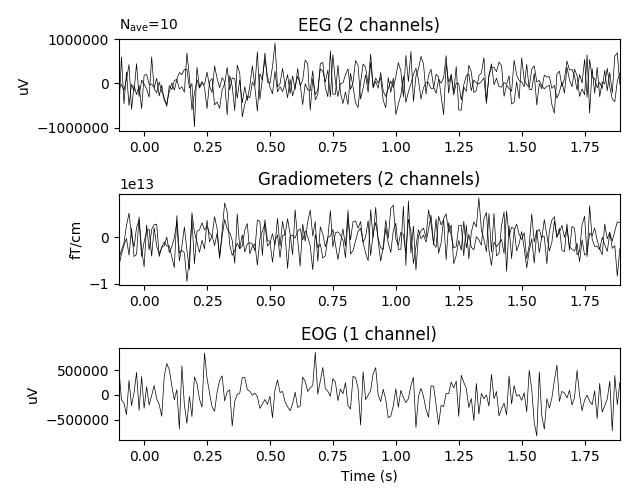 N_ave=10
EEG (2 channels)
1000000
0
−1000000
uV
0.00 0.25 0.50 0.75 1.00 1.25 1.50 1.75
1e13
Gradiometers (2 channels)
0
−1
fT/cm
0.00 0.25 0.50 0.75 1.00 1.25 1.50 1.75
EOG (1 channel)
500000
0
−500000
uV
0.00 0.25 0.50 0.75 1.00 1.25 1.50 1.75
Time (s)